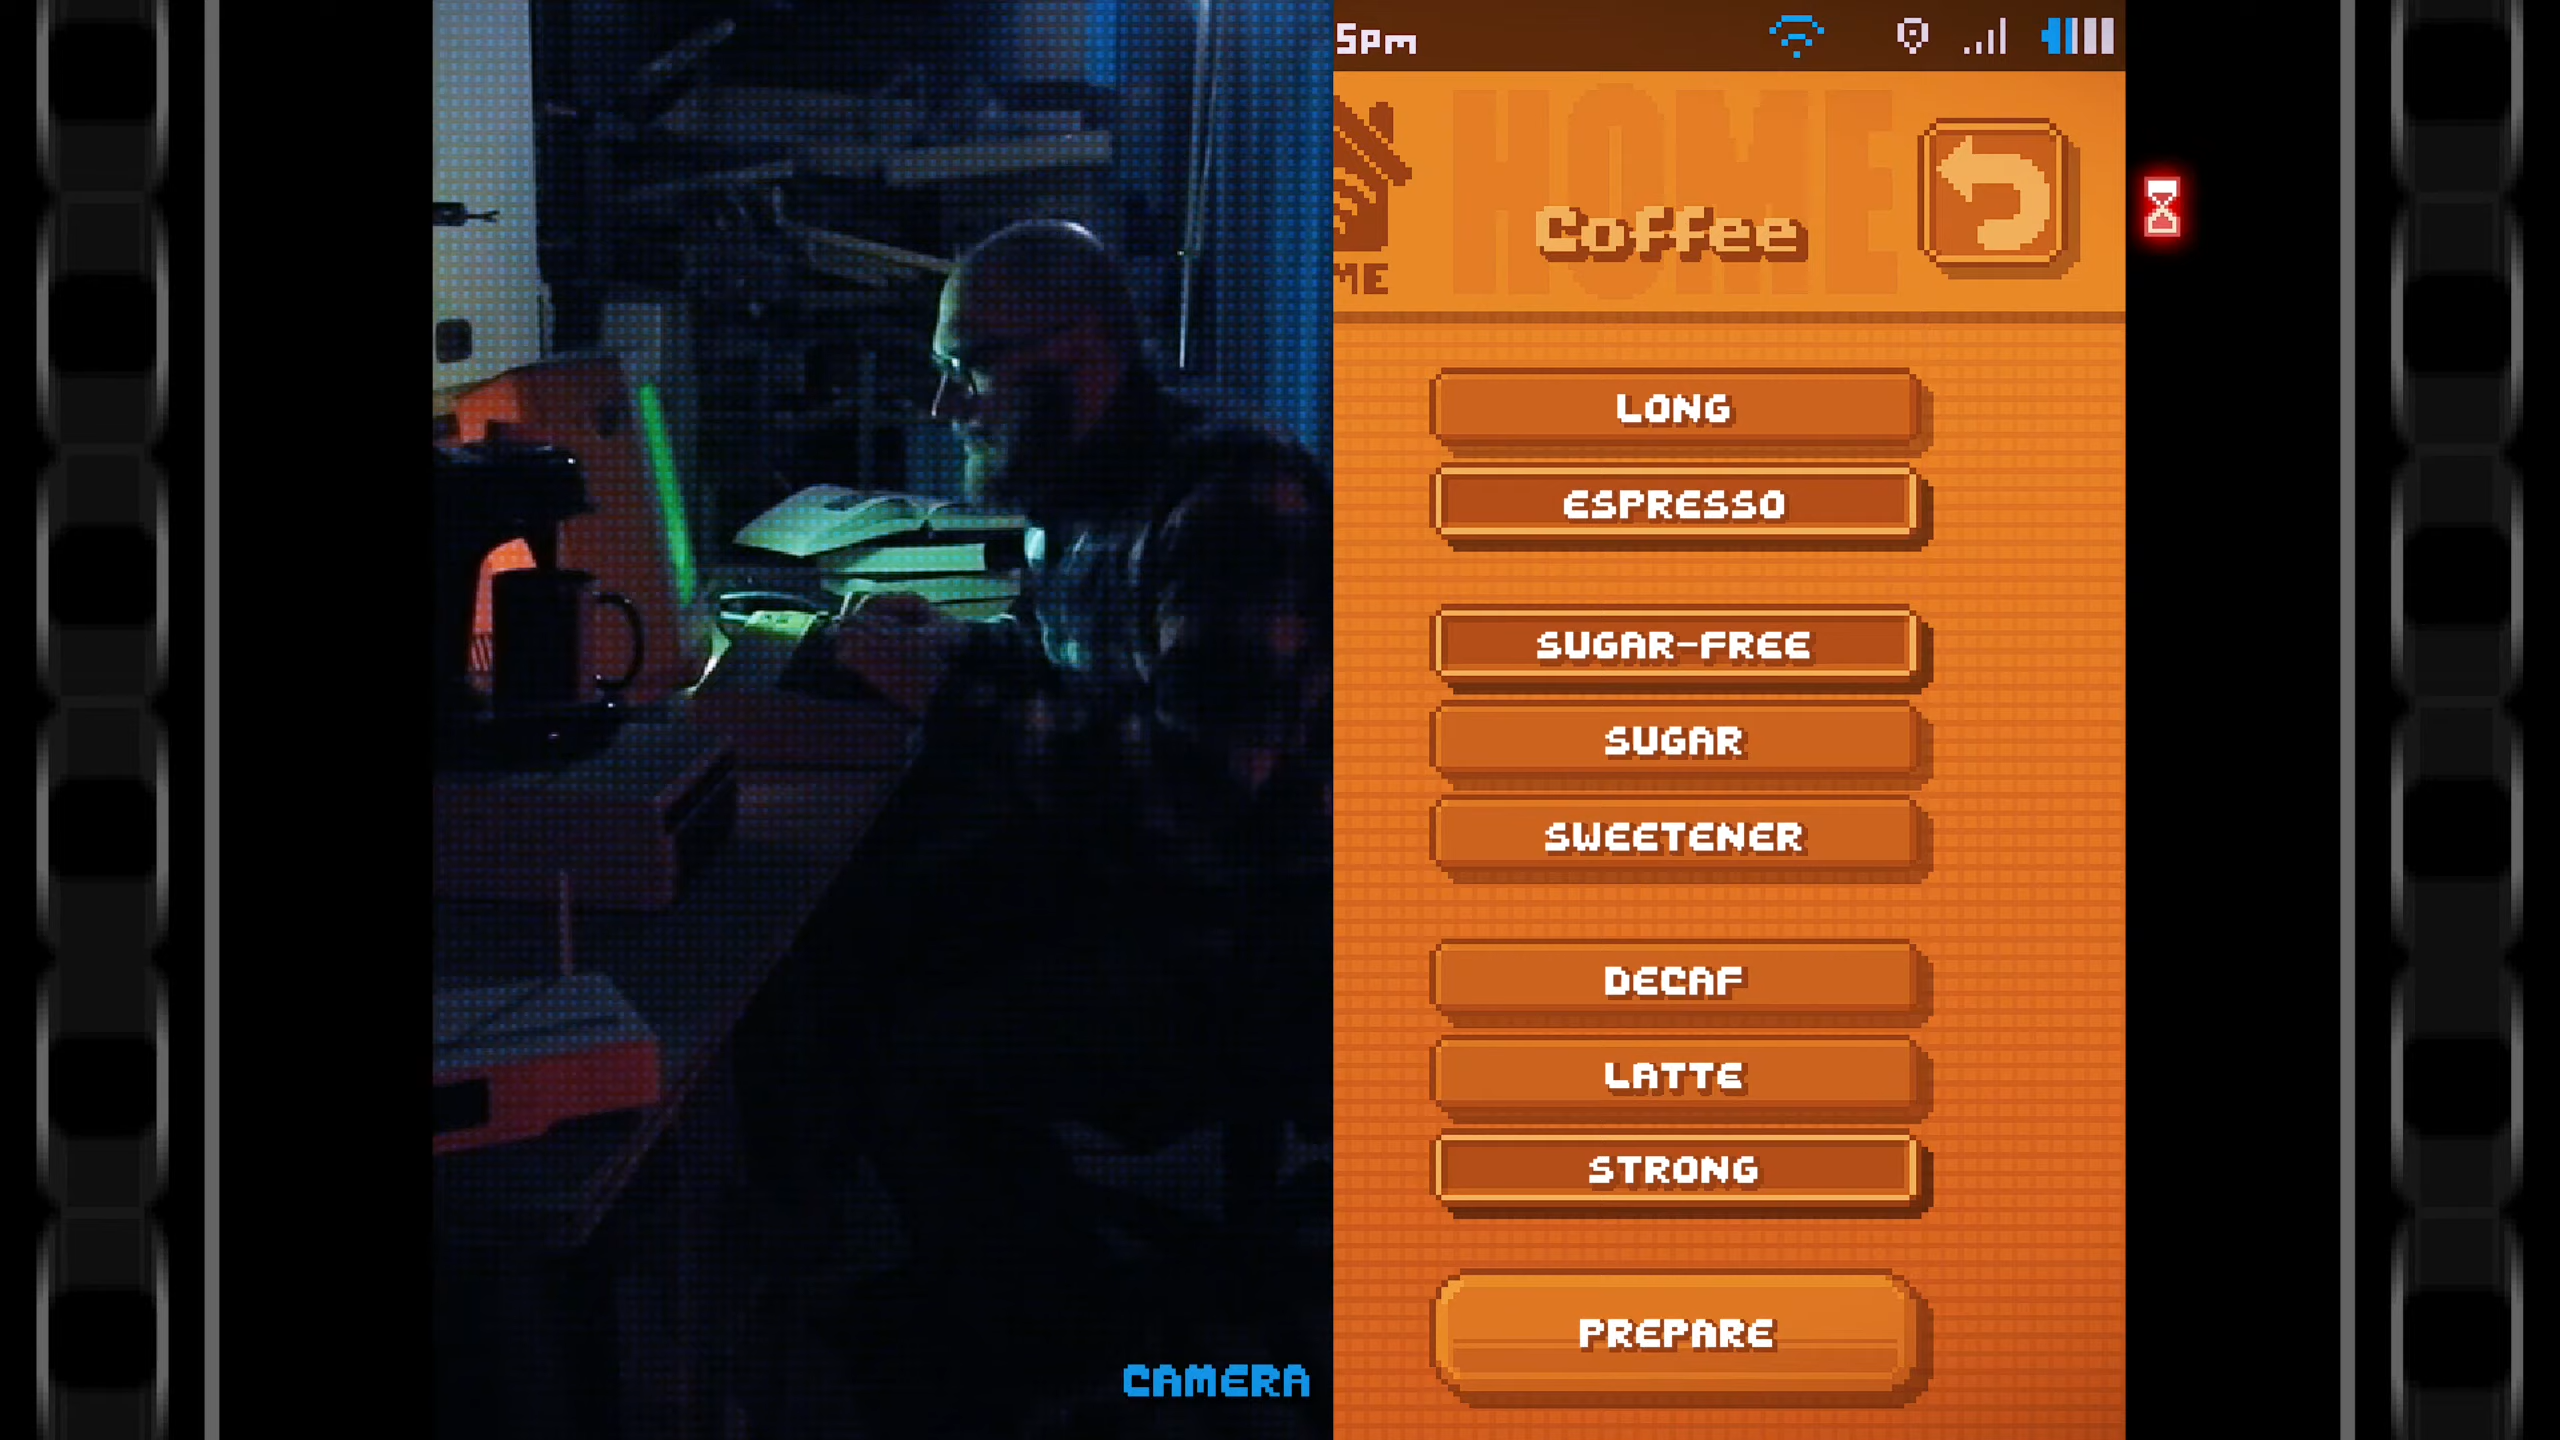 5pm
HOME
ME
Coffee
LONG
ESPRESSO
SUGAR-FREE
SUGAR
SWEETENER
DECAF
LATTE
STRONG
PREPARE
CAMERA